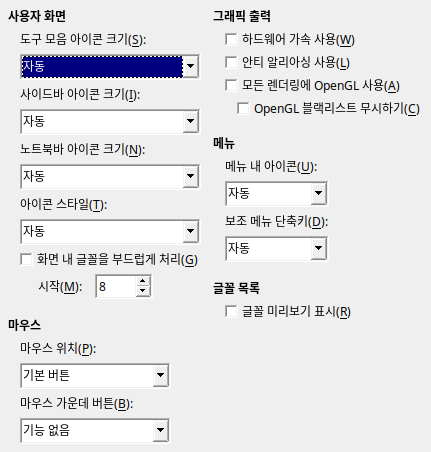 사용자 화면
도구 모음 아이콘 크기(S):
자동
사이드바 아이콘 크기(I):
자동
노트북바 아이콘 크기(N):
자동
아이콘 스타일(T):
자동
화면 내 글꼴을 부드럽게 처리(G)
시작(M): 8
마우스
마우스 위치(P):
기본 버튼
마우스 가운데 버튼(B):
기능 없음
그래픽 출력
하드웨어 가속 사용(W)
안티 알리아싱 사용(L)
모든 렌더링에 OpenGL 사용(A)
OpenGL 블랙리스트 무시하기(C)
메뉴
메뉴 내 아이콘(U):
자동
보조 메뉴 단축키(D):
자동
글꼴 목록
글꼴 미리보기 표시(R)